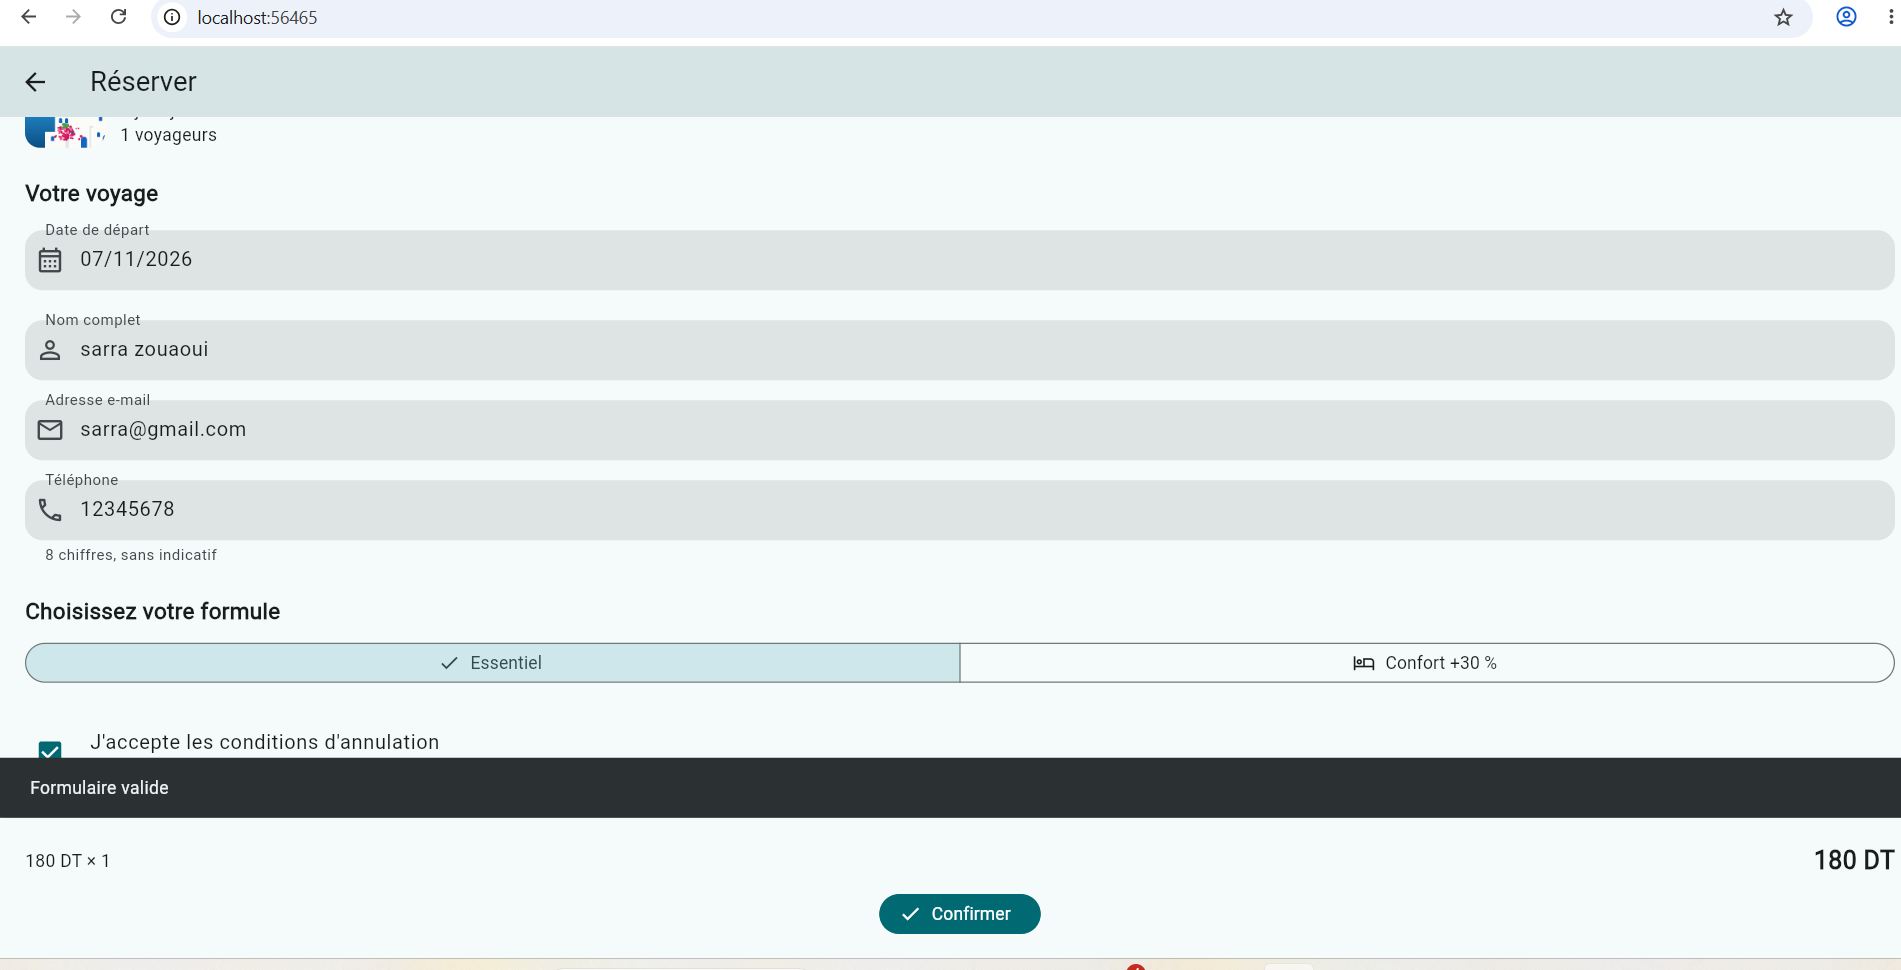 localhost:56465
Réserver
1 voyageurs
Votre voyage
Date de départ
07/11/2026
Nom complet
sarra zouaoui
Adresse e-mail
sarra@gmail.com
Téléphone
12345678
8 chiffres, sans indicatif
Choisissez votre formule
Essentiel
Confort +30 %
J'accepte les conditions d'annulation
Formulaire valide
180 DT × 1
180 DT
Confirmer